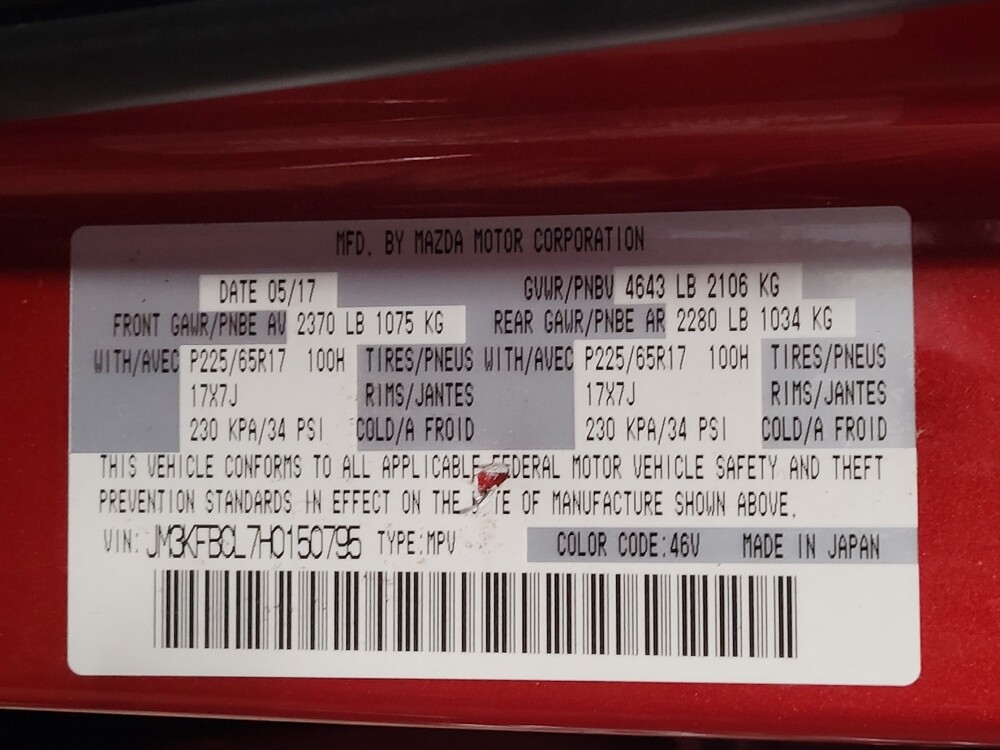 MFD. BY MAZDA MOTOR CORPORATION
DATE 05/17 GVWR/PNBV 4643 LB 2106 KG
FRONT GAWR/PNBE AV 2370 LB 1075 KG REAR GAWR/PNBE AR 2280 LB 1034 KG
WITH/AVEC P225/65R17 100H TIRES/PNEUS WITH/AVEC P225/65R17 100H TIRES/PNEUS
17X7J RIMS/JANTES 17X7J RIMS/JANTES
230 KPA/34 PSI COLD/A FROID 230 KPA/34 PSI COLD/A FROID
THIS VEHICLE CONFORMS TO ALL APPLICABLE FEDERAL MOTOR VEHICLE SAFETY AND THEFT
PREVENTION STANDARDS IN EFFECT ON THE OF MANUFACTURE SHOWN ABOVE.
VIN: JM3KFBCL7H0150795 TYPE:MPV COLOR CODE:46V MADE IN JAPAN